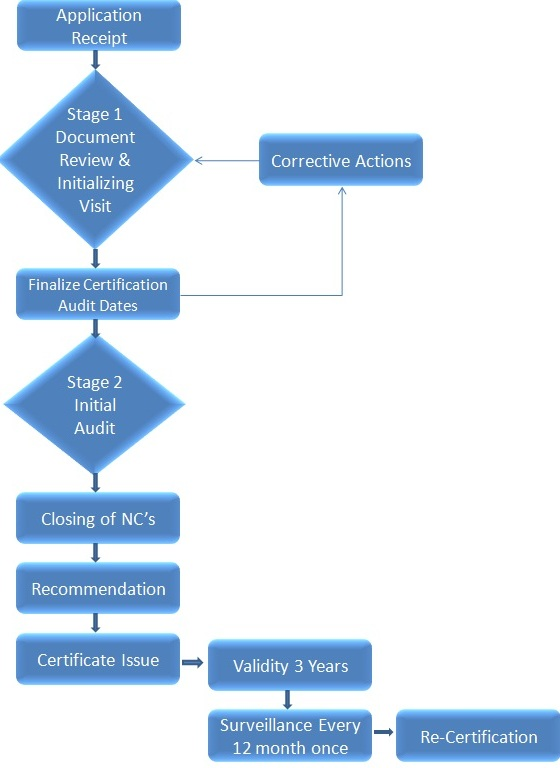 Application
Receipt
Stage 1
Document
Review &
Initializing
Visit
Corrective Actions
Finalize Certification
Audit Dates
Stage 2
Initial
Audit
Closing of NC’s
Recommendation
Certificate Issue
Validity 3 Years
Surveillance Every
12 month once
Re-Certification